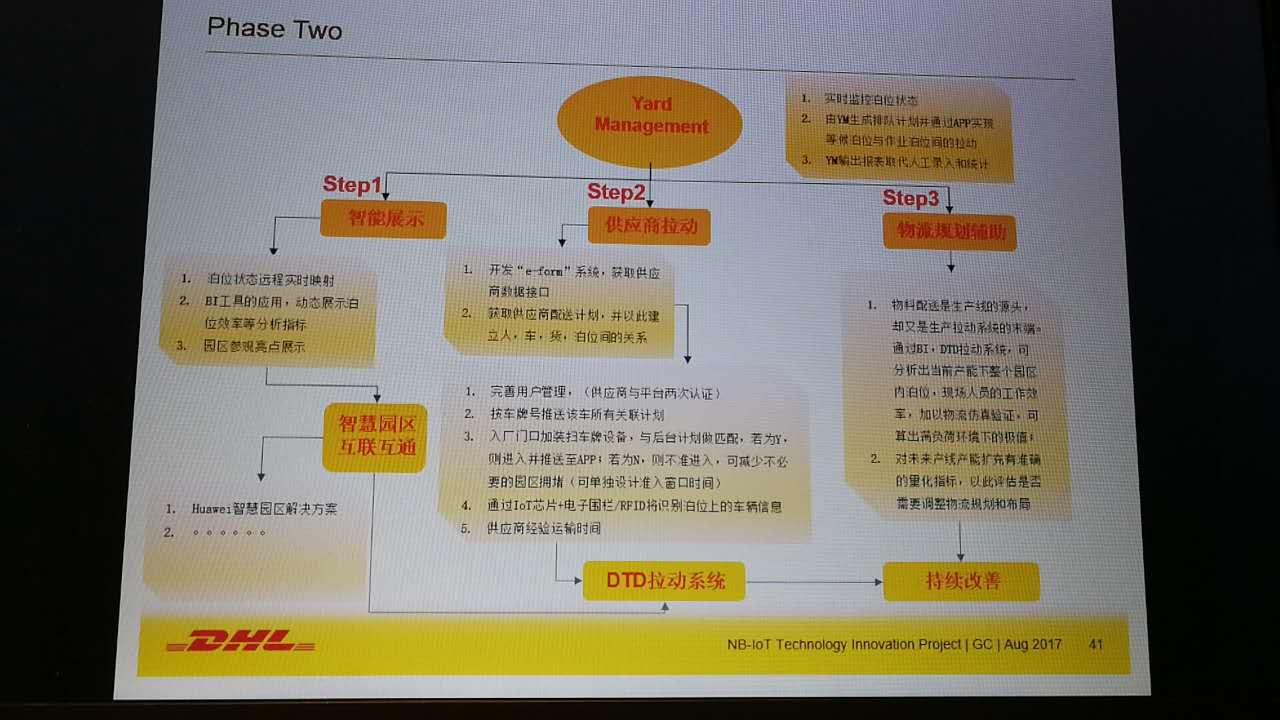 Phase Two
Yard
Management
1. 实时监控泊位状态
2. 由YM生成排队计划并通过APP实现
等候泊位与作业泊位间的拉动
3. YM输出报表取代人工录入和统计
Step1
智能展示
1. 泊位状态远程实时映射
2. BI工具的应用，动态展示泊
位效率等分析指标
3. 园区参观亮点展示
智慧园区
互联互通
1. Huawei智慧园区解决方案
2. 。。。。。。
Step2
供应商拉动
1. 开发“e-form”系统，获取供应
商数据接口
2. 获取供应商配送计划，并以此建
立人，车，货，泊位间的关系
1. 完善用户管理，（供应商与平台两次认证）
2. 按车牌号推送该车所有关联计划
3. 入厂门口加装扫车牌设备，与后台计划做匹配，若为Y，
则进入并推送至APP；若为N，则不准进入，可减少不必
要的园区拥堵（可单独设计准入窗口时间）
4. 通过IoT芯片+电子围栏/RFID将识别泊位上的车辆信息
5. 供应商经验运输时间
DTD拉动系统
Step3
物流规划辅助
1. 物料配送是生产线的源头，
却又是生产拉动系统的末端。
通过BI，DTD拉动系统，可
分析出当前产能下整个园区
内泊位，现场人员的工作效
率，加以物流仿真验证，可
算出满负荷环境下的极值；
2. 对未来产线产能扩充有准确
的量化指标，以此评估是否
需要调整物流规划和布局
持续改善
DHL
NB-IoT Technology Innovation Project | GC | Aug 2017 41